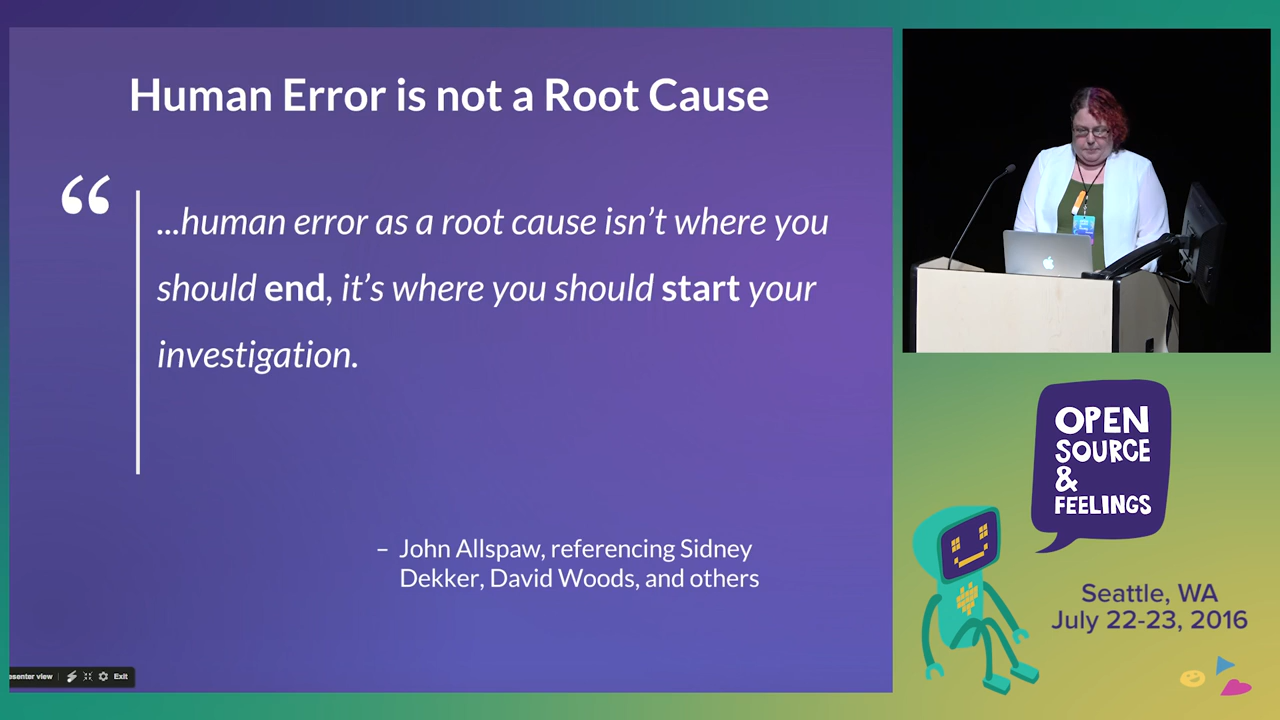 Human Error is not a Root Cause
“
...human error as a root cause isn’t where you
should end, it’s where you should start your
investigation.
– John Allspaw, referencing Sidney
Dekker, David Woods, and others
esenter view
Exit
OPEN
SOURCE
&
FEELINGS
Seattle, WA
July 22-23, 2016